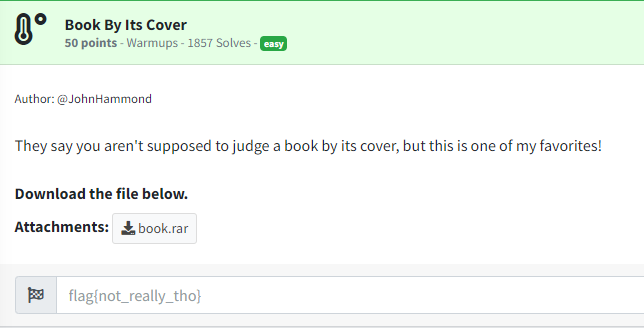 Book By Its Cover
50 points - Warmups - 1857 Solves - easy
Author: @JohnHammond
They say you aren't supposed to judge a book by its cover, but this is one of my favorites!
Download the file below.
Attachments: book.rar
flag{not_really_tho}